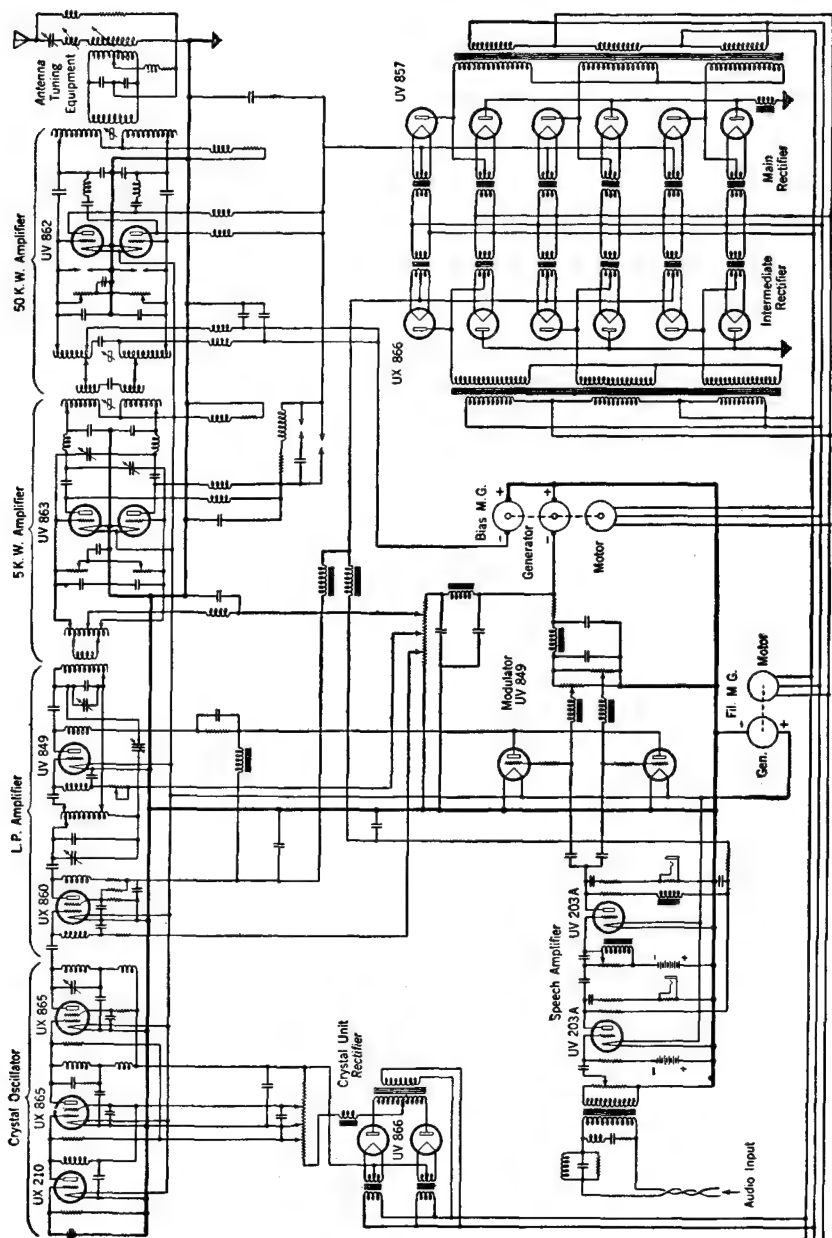 Crystal Oscillator
UX 210
UX 865
UX 865
L.P. Amplifier
UX 860
UV 849
5 K.W. Amplifier
UV 863
50 K.W. Amplifier
UV 862
Antenna
Tuning
Equipment
Crystal Unit
Rectifier
UV 866
Audio Input
Speech Amplifier
UV 203A
UV 203A
Modulator
UV 849
Fil. M.G.
Gen.
Motor
- +
Bias M.G.
Generator
Motor
- +
- +
UX 866
Intermediate
Rectifier
UV 857
Main
Rectifier
- +
- +